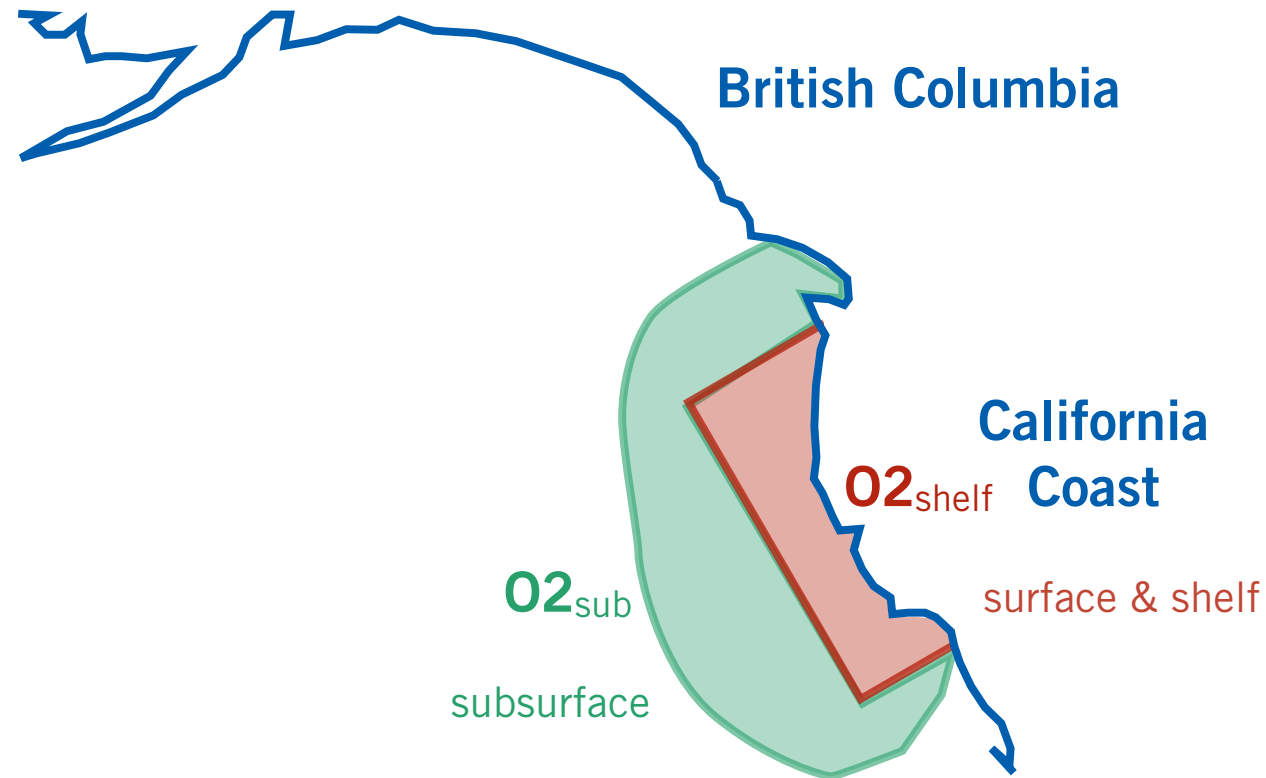 British Columbia
California
Coast
O2shelf
O2sub
surface & shelf
subsurface